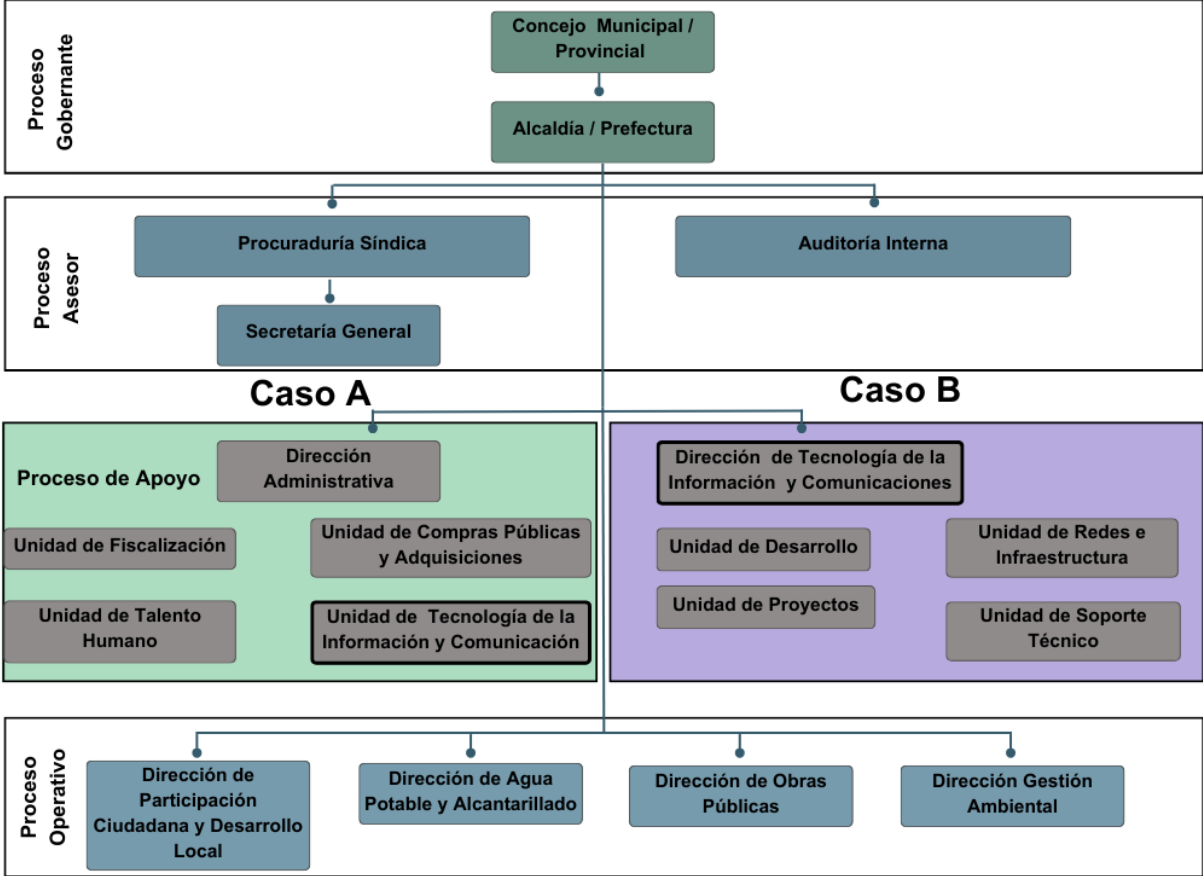 Proceso
Gobernante
Concejo Municipal /
Provincial
Alcaldía / Prefectura
Proceso
Asesor
Procuraduría Síndica
Auditoría Interna
Secretaría General
Caso A
Caso B
Proceso de Apoyo
Dirección
Administrativa
Unidad de Fiscalización
Unidad de Compras Públicas
y Adquisiciones
Unidad de Talento
Humano
Unidad de Tecnología de la
Información y Comunicación
Dirección de Tecnología de la
Información y Comunicaciones
Unidad de Desarrollo
Unidad de Redes e
Infraestructura
Unidad de Proyectos
Unidad de Soporte
Técnico
Proceso
Operativo
Dirección de
Participación
Ciudadana y Desarrollo
Local
Dirección de Agua
Potable y Alcantarillado
Dirección de Obras
Públicas
Dirección Gestión
Ambiental